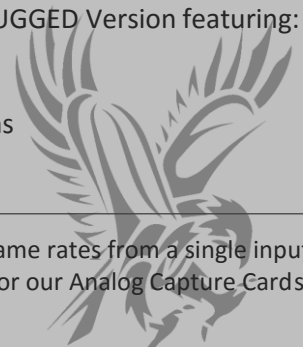 UGGED Version featuring:
s
ame rates from a single input
or our Analog Capture Cards